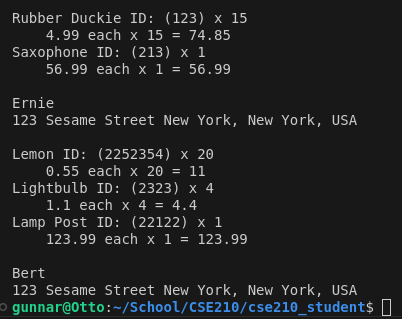 Rubber Duckie ID: (123) x 15
    4.99 each x 15 = 74.85
Saxophone ID: (213) x 1
    56.99 each x 1 = 56.99

Ernie
123 Sesame Street New York, New York, USA

Lemon ID: (2252354) x 20
    0.55 each x 20 = 11
Lightbulb ID: (2323) x 4
    1.1 each x 4 = 4.4
Lamp Post ID: (22122) x 1
    123.99 each x 1 = 123.99

Bert
123 Sesame Street New York, New York, USA
gunnar@Otto:~/School/CSE210/cse210_student$